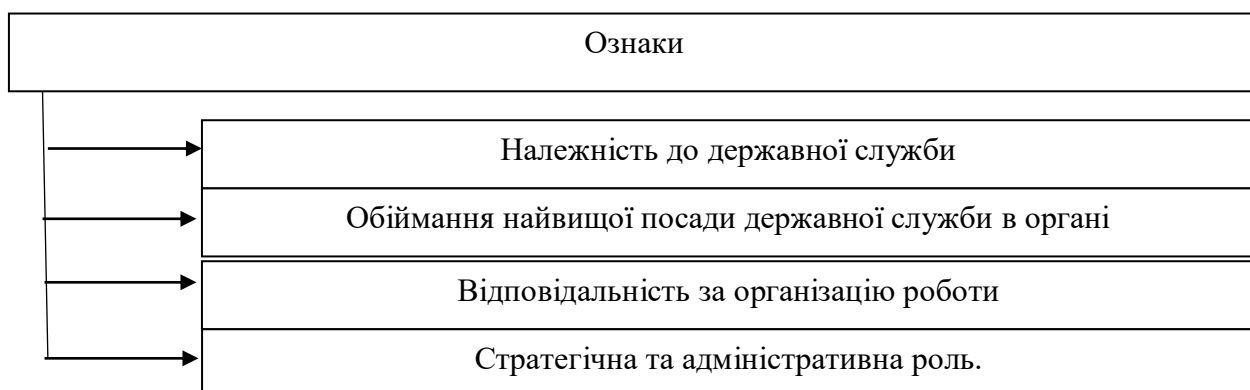 Ознаки
Належність до державної служби
Обіймання найвищої посади державної служби в органі
Відповідальність за організацію роботи
Стратегічна та адміністративна роль.